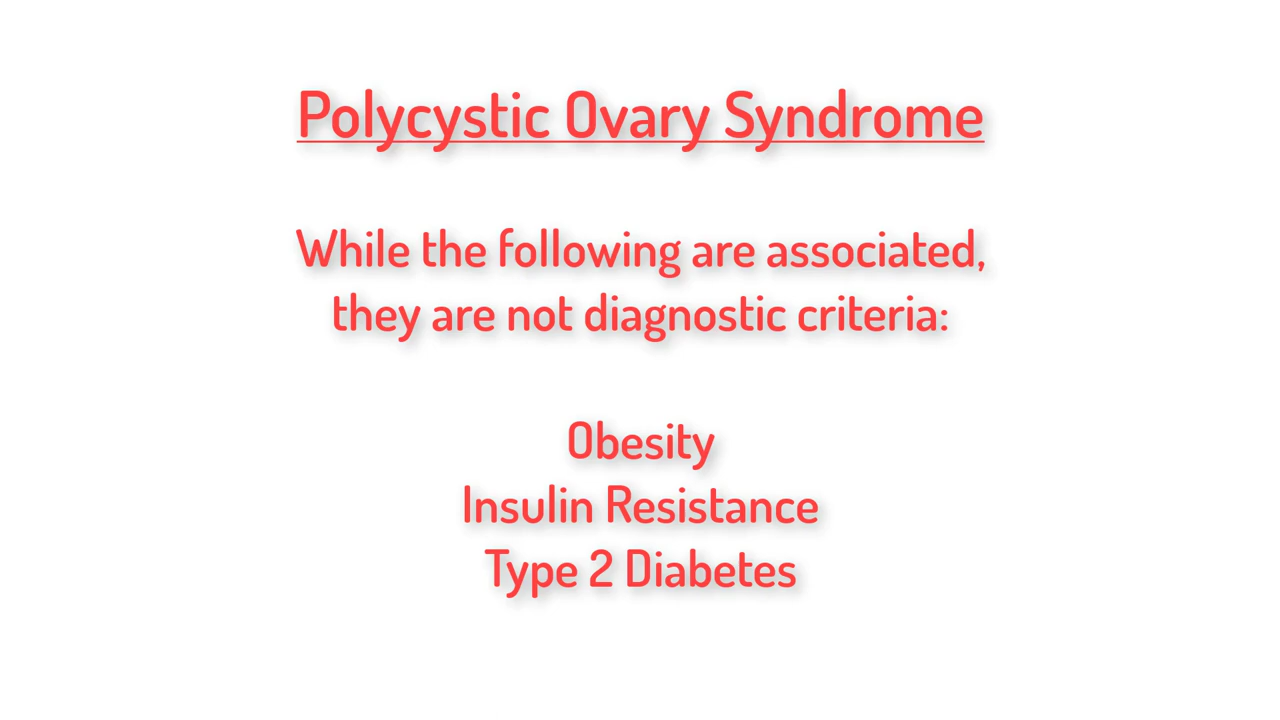 Polycystic Ovary Syndrome
While the following are associated,
they are not diagnostic criteria:
Obesity
Insulin Resistance
Type 2 Diabetes